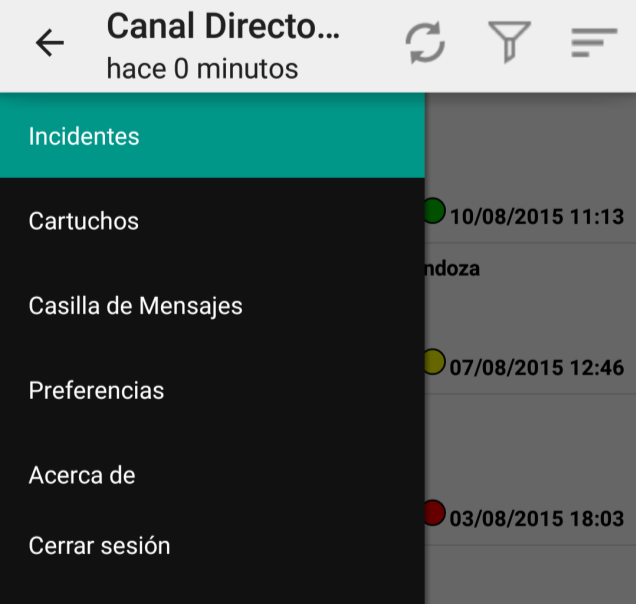 Canal Directo...
hace 0 minutos
Incidentes
Cartuchos
Casilla de Mensajes
Preferencias
Acerca de
Cerrar sesión
10/08/2015 11:13
ndoza
07/08/2015 12:46
03/08/2015 18:03